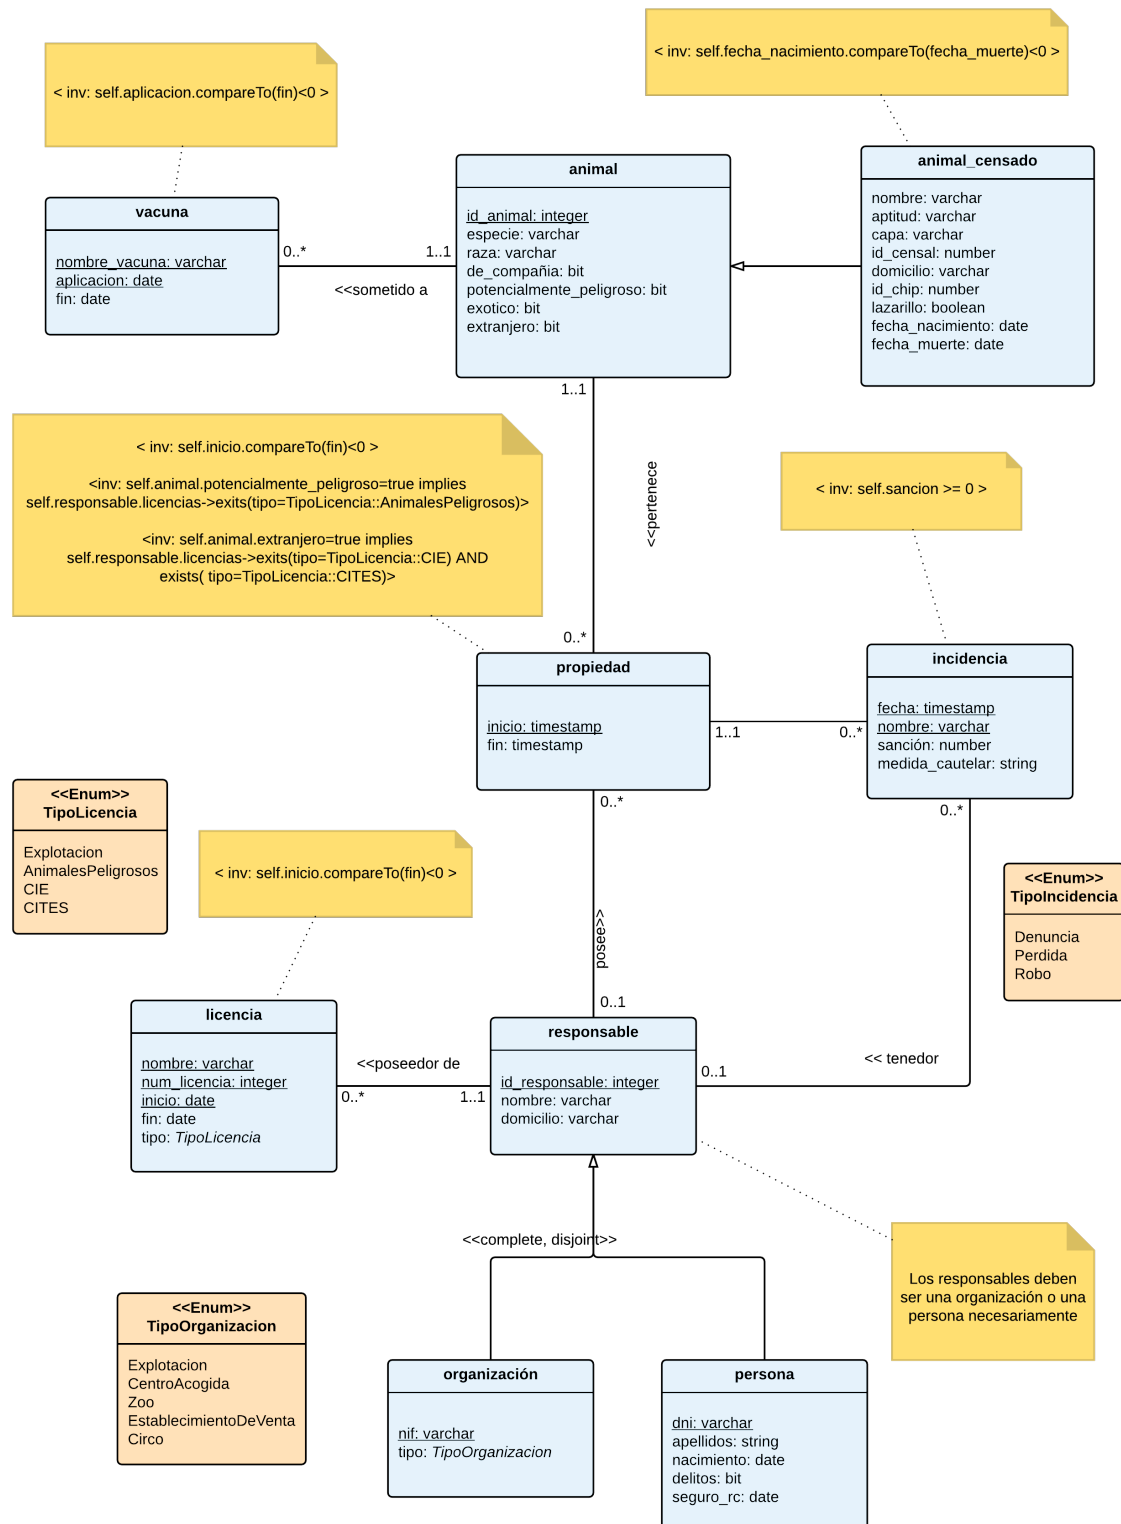 < inv: self.fecha_nacimiento.compareTo(fecha_muerte)<0 >
< inv: self.aplicacion.compareTo(fin)<0 >
animal
id_animal: integer
especie: varchar
raza: varchar
de_compañia: bit
potencialmente_peligroso: bit
exotico: bit
extranjero: bit
animal_censado
nombre: varchar
aptitud: varchar
capa: varchar
id_censal: number
domicilio: varchar
id_chip: number
lazarillo: boolean
fecha_nacimiento: date
fecha_muerte: date
vacuna
nombre_vacuna: varchar
aplicacion: date
fin: date
0..*
1..1
<<sometido a
1..1
< inv: self.inicio.compareTo(fin)<0 >
<inv: self.animal.potencialmente_peligroso=true implies
self.responsable.licencias->exits(tipo=TipoLicencia::AnimalesPeligrosos)>
<inv: self.animal.extranjero=true implies
self.responsable.licencias->exits(tipo=TipoLicencia::CIE) AND
exists( tipo=TipoLicencia::CITES)>
<<pertenece
< inv: self.sancion >= 0 >
0..*
propiedad
inicio: timestamp
fin: timestamp
1..1
0..*
incidencia
fecha: timestamp
nombre: varchar
sanción: number
medida_cautelar: string
0..*
0..*
<<Enum>>
TipoLicencia
Explotacion
AnimalesPeligrosos
CIE
CITES
< inv: self.inicio.compareTo(fin)<0 >
<<Enum>>
TipoIncidencia
Denuncia
Perdida
Robo
posee>>
0..1
licencia
nombre: varchar
num_licencia: integer
inicio: date
fin: date
tipo: TipoLicencia
<<poseedor de
0..*
1..1
responsable
id_responsable: integer
nombre: varchar
domicilio: varchar
0..1
<< tenedor
<<complete, disjoint>>
Los responsables deben
ser una organización o una
persona necesariamente
<<Enum>>
TipoOrganizacion
Explotacion
CentroAcogida
Zoo
EstablecimientoDeVenta
Circo
organización
nif: varchar
tipo: TipoOrganizacion
persona
dni: varchar
apellidos: string
nacimiento: date
delitos: bit
seguro_rc: date